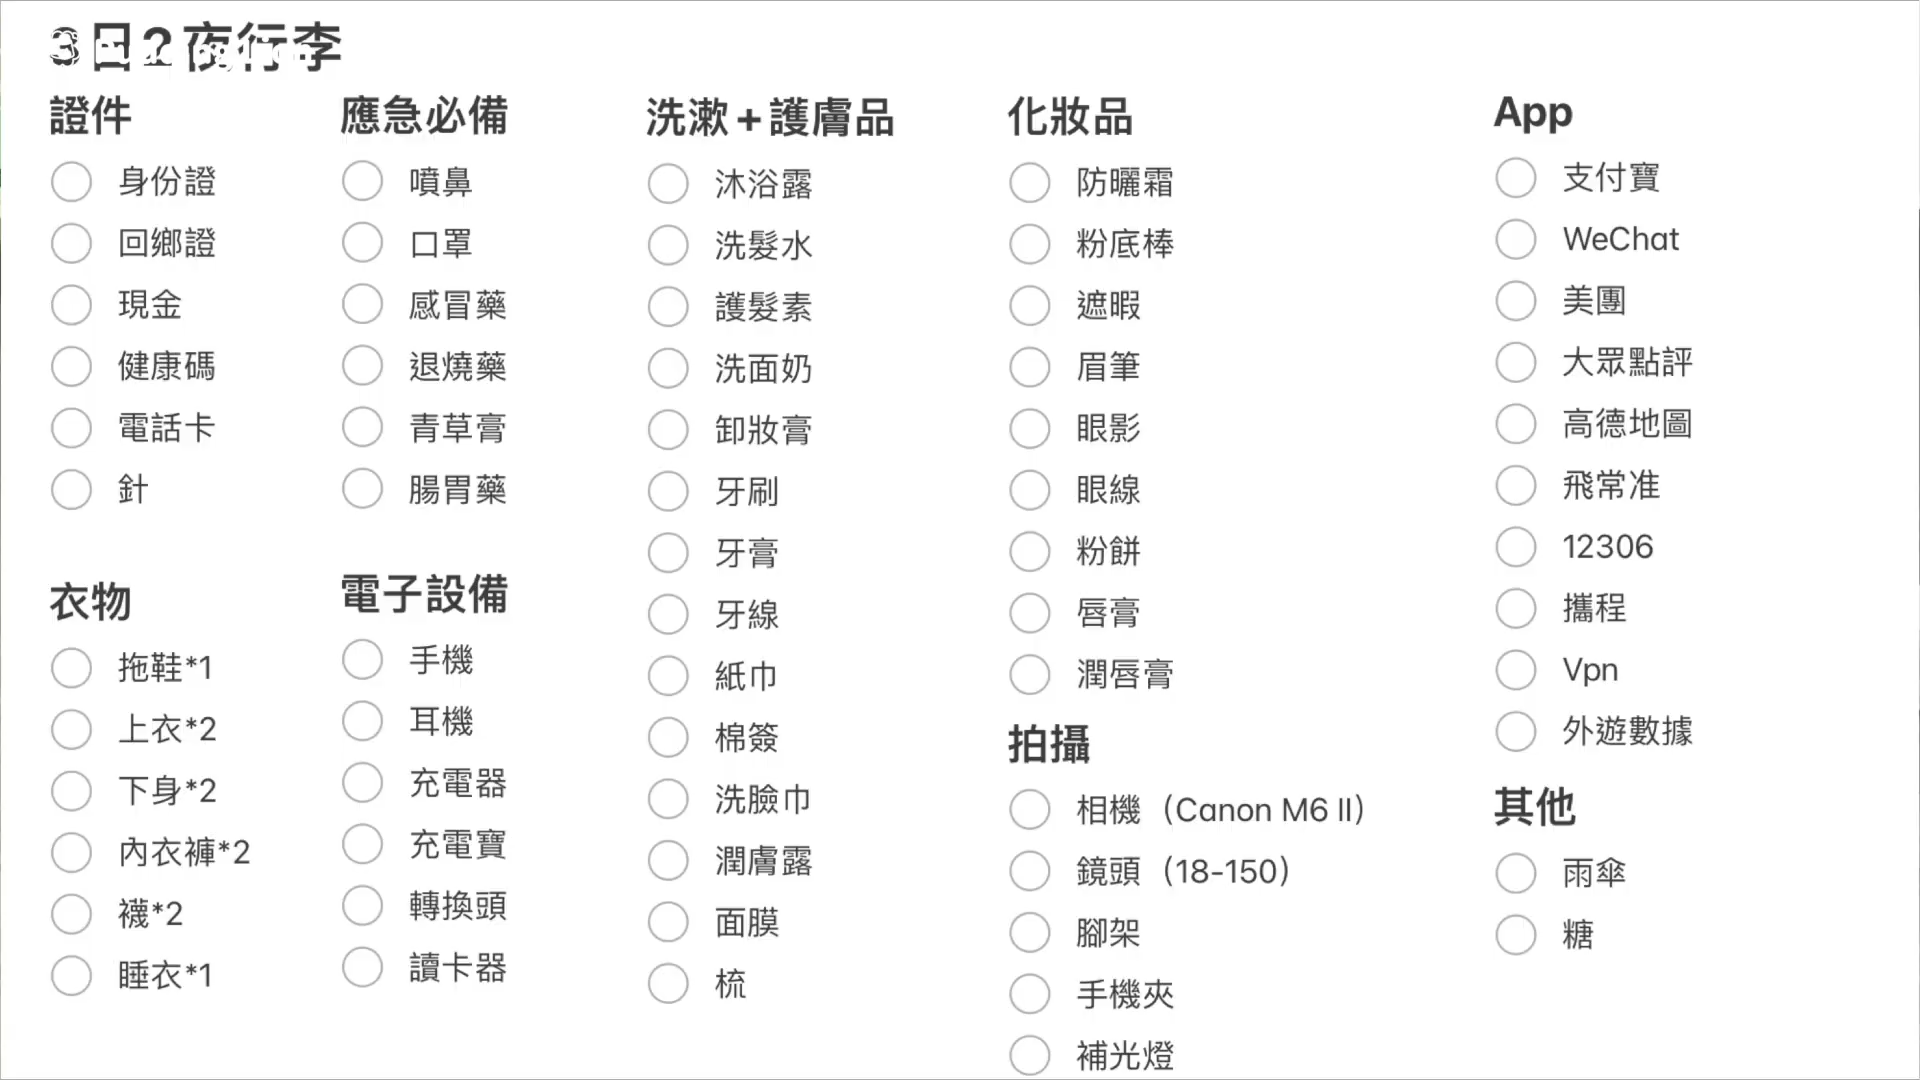 3日2夜行李
證件
身份證
回鄉證
現金
健康碼
電話卡
針
衣物
拖鞋*1
上衣*2
下身*2
內衣褲*2
襪*2
睡衣*1
應急必備
噴鼻
口罩
感冒藥
退燒藥
青草膏
腸胃藥
電子設備
手機
耳機
充電器
充電寶
轉換頭
讀卡器
洗漱+護膚品
沐浴露
洗髮水
護髮素
洗面奶
卸妝膏
牙刷
牙膏
牙線
紙巾
棉簽
洗臉巾
潤膚露
面膜
梳
化妝品
防曬霜
粉底棒
遮暇
眉筆
眼影
眼線
粉餅
唇膏
潤唇膏
拍攝
相機（Canon M6 II）
鏡頭（18-150）
腳架
手機夾
補光燈
App
支付寶
WeChat
美團
大眾點評
高德地圖
飛常准
12306
攜程
Vpn
外遊數據
其他
雨傘
糖